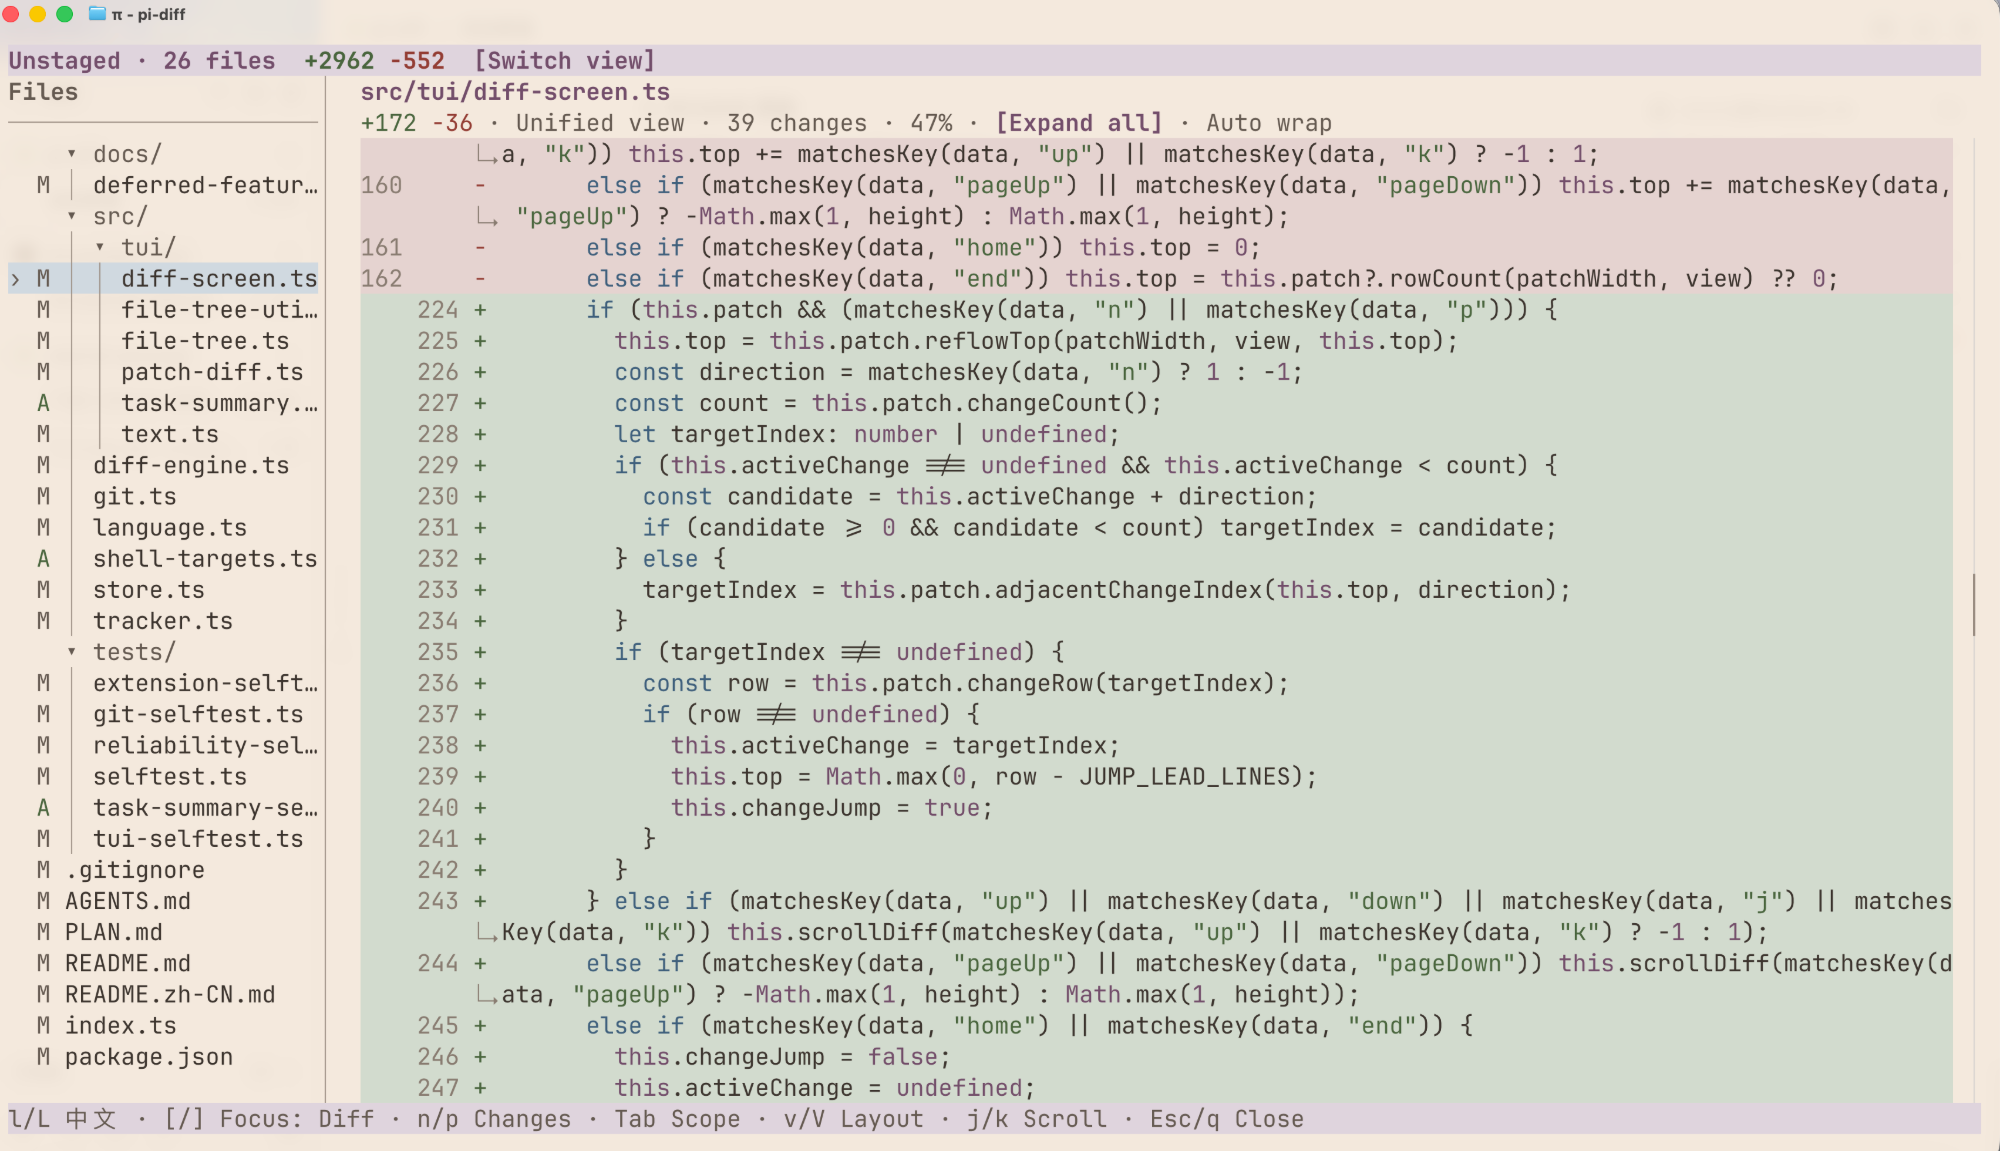 π - pi-diff
Unstaged · 26 files  +2962 -552  [Switch view]
Files
▾ docs/
M deferred-featur…
▾ src/
▾ tui/
› M diff-screen.ts
M file-tree-uti…
M file-tree.ts
M patch-diff.ts
A task-summary.…
M text.ts
M diff-engine.ts
M git.ts
M language.ts
A shell-targets.ts
M store.ts
M tracker.ts
▾ tests/
M extension-selft…
M git-selftest.ts
M reliability-sel…
M selftest.ts
A task-summary-se…
M tui-selftest.ts
M .gitignore
M AGENTS.md
M PLAN.md
M README.md
M README.zh-CN.md
M index.ts
M package.json
src/tui/diff-screen.ts
+172 -36 · Unified view · 39 changes · 47% · [Expand all] · Auto wrap
a, "k")) this.top += matchesKey(data, "up") || matchesKey(data, "k") ? -1 : 1;
160 - else if (matchesKey(data, "pageUp") || matchesKey(data, "pageDown")) this.top += matchesKey(data,
"pageUp") ? -Math.max(1, height) : Math.max(1, height);
161 - else if (matchesKey(data, "home")) this.top = 0;
162 - else if (matchesKey(data, "end")) this.top = this.patch?.rowCount(patchWidth, view) ?? 0;
224 + if (this.patch && (matchesKey(data, "n") || matchesKey(data, "p"))) {
225 + this.top = this.patch.reflowTop(patchWidth, view, this.top);
226 + const direction = matchesKey(data, "n") ? 1 : -1;
227 + const count = this.patch.changeCount();
228 + let targetIndex: number | undefined;
229 + if (this.activeChange !== undefined && this.activeChange < count) {
230 + const candidate = this.activeChange + direction;
231 + if (candidate >= 0 && candidate < count) targetIndex = candidate;
232 + } else {
233 + targetIndex = this.patch.adjacentChangeIndex(this.top, direction);
234 + }
235 + if (targetIndex !== undefined) {
236 + const row = this.patch.changeRow(targetIndex);
237 + if (row !== undefined) {
238 + this.activeChange = targetIndex;
239 + this.top = Math.max(0, row - JUMP_LEAD_LINES);
240 + this.changeJump = true;
241 + }
242 + }
243 + } else if (matchesKey(data, "up") || matchesKey(data, "down") || matchesKey(data, "j") || matches
Key(data, "k")) this.scrollDiff(matchesKey(data, "up") || matchesKey(data, "k") ? -1 : 1);
244 + else if (matchesKey(data, "pageUp") || matchesKey(data, "pageDown")) this.scrollDiff(matchesKey(d
ata, "pageUp") ? -Math.max(1, height) : Math.max(1, height));
245 + else if (matchesKey(data, "home") || matchesKey(data, "end")) {
246 + this.changeJump = false;
247 + this.activeChange = undefined;
l/L 中文 · [/] Focus: Diff · n/p Changes · Tab Scope · v/V Layout · j/k Scroll · Esc/q Close